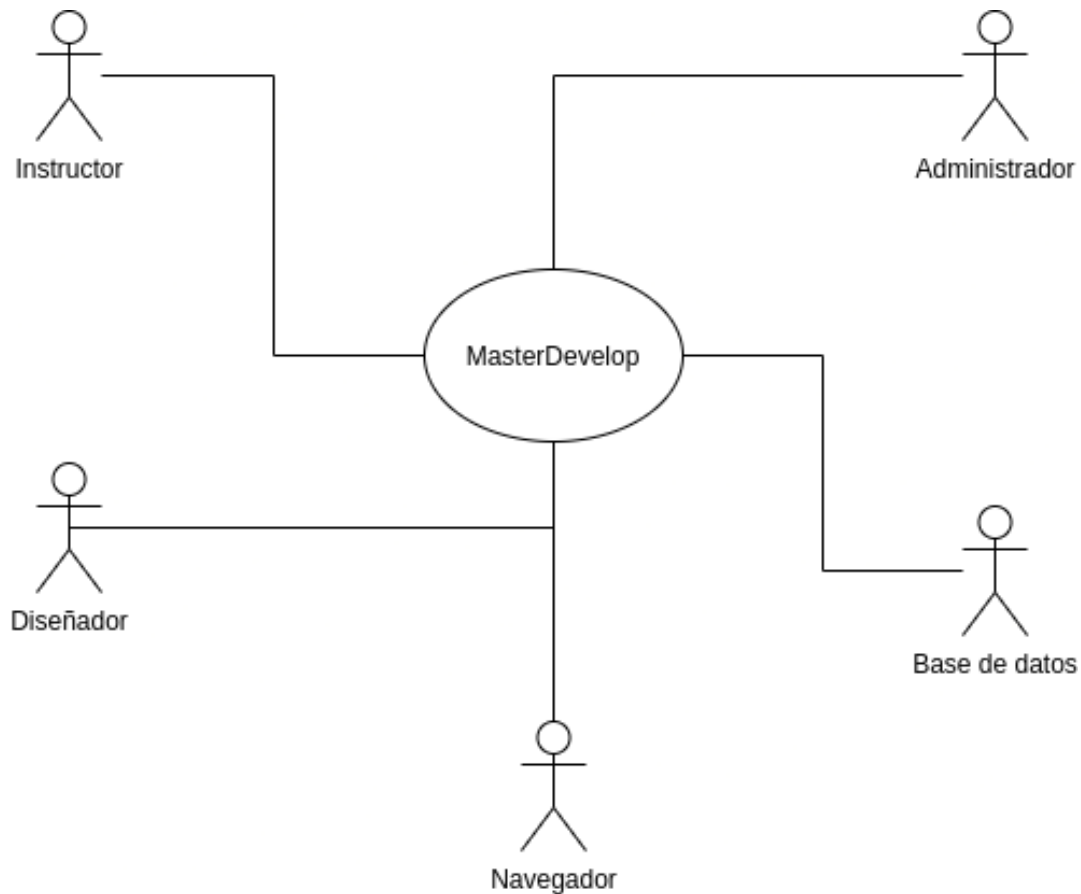 Instructor
Administrador
MasterDevelop
Diseñador
Base de datos
Navegador